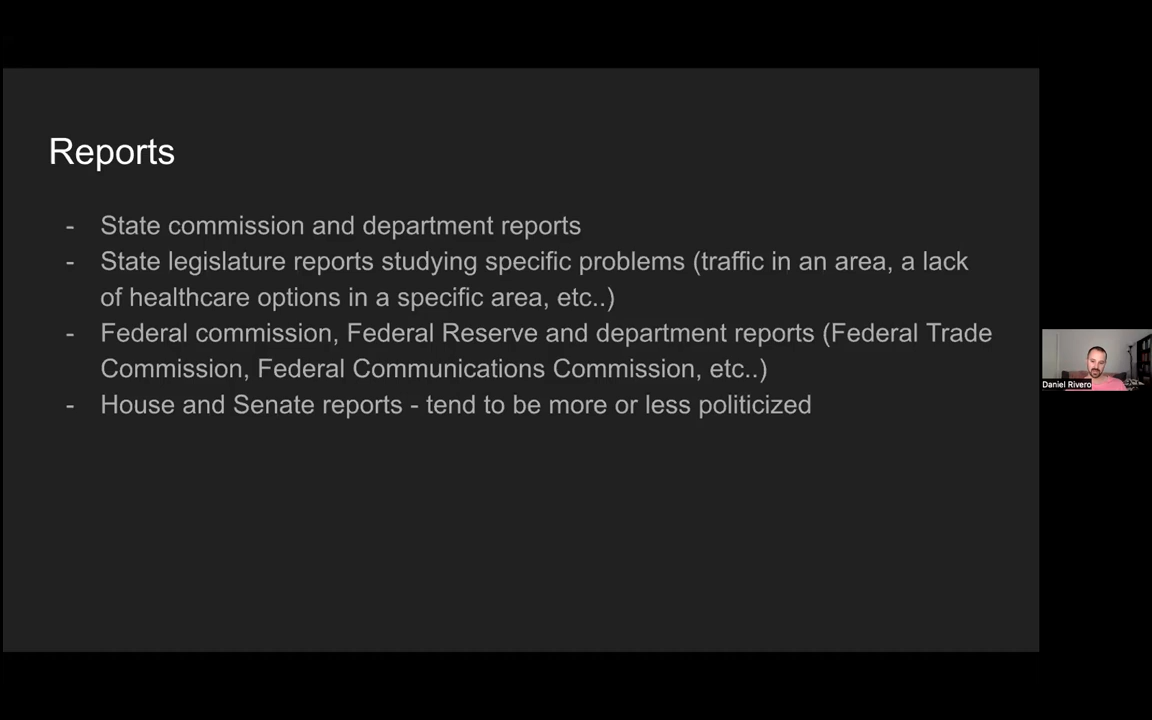 Reports
- State commission and department reports
- State legislature reports studying specific problems (traffic in an area, a lack
of healthcare options in a specific area, etc..)
- Federal commission, Federal Reserve and department reports (Federal Trade
Commission, Federal Communications Commission, etc..)
- House and Senate reports - tend to be more or less politicized
Daniel Rivero